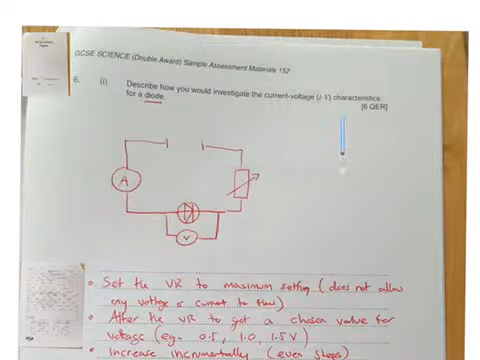 GCSE SCIENCE (Double Award) Sample Assessment Materials 152
6. (i) Describe how you would investigate the current-voltage (I-V) characteristics
for a diode.
[6 QER]
A
V
• Set the VR to maximum setting (does not allow
any voltage or current to flow)
• Alter the VR to get a chosen value for
voltage (eg. 0.5, 1.0, 1.5V)
• Increase incrementally (even steps)